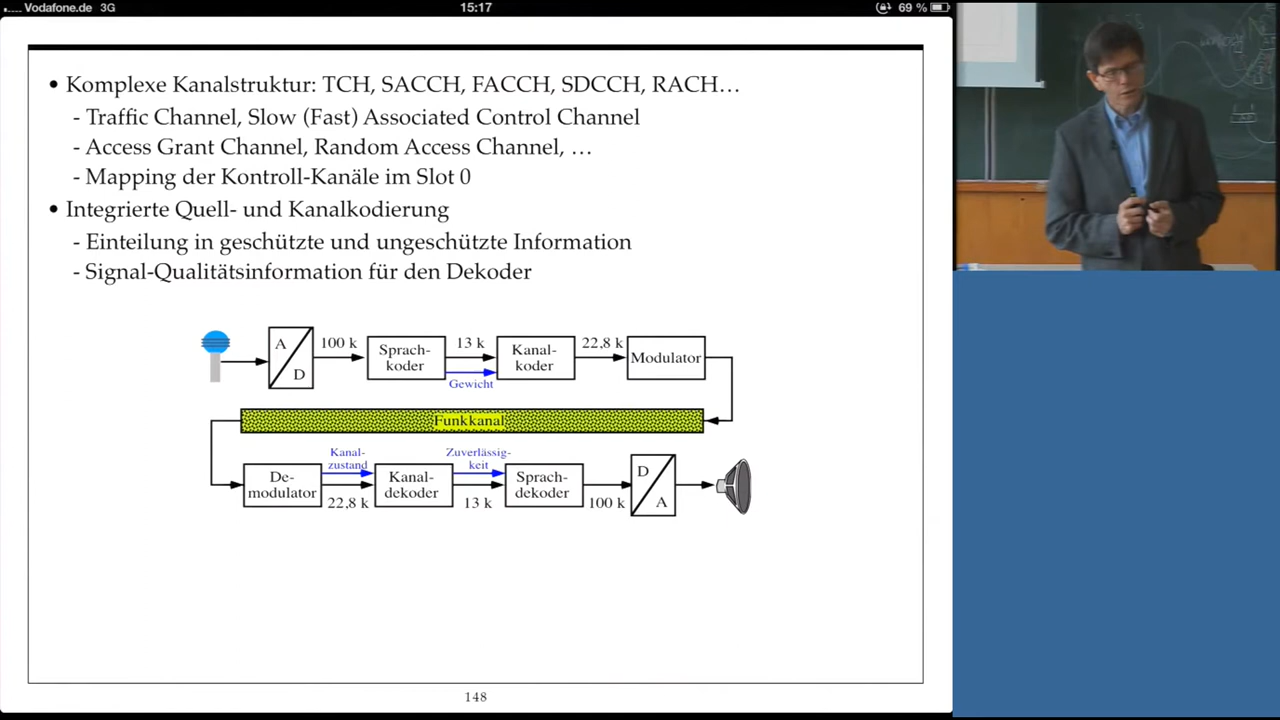 Vodafone.de 3G 15:17 69 %
• Komplexe Kanalstruktur: TCH, SACCH, FACCH, SDCCH, RACH…
- Traffic Channel, Slow (Fast) Associated Control Channel
- Access Grant Channel, Random Access Channel, …
- Mapping der Kontroll-Kanäle im Slot 0
• Integrierte Quell- und Kanalkodierung
- Einteilung in geschützte und ungeschützte Information
- Signal-Qualitätsinformation für den Dekoder
A
D
100 k
Sprach-
koder
13 k
Gewicht
Kanal-
koder
22,8 k
Modulator
Funkkanal
De-
modulator
Kanal-
zustand
22,8 k
Kanal-
dekoder
Zuverlässig-
keit
13 k
Sprach-
dekoder
100 k
D
A
148